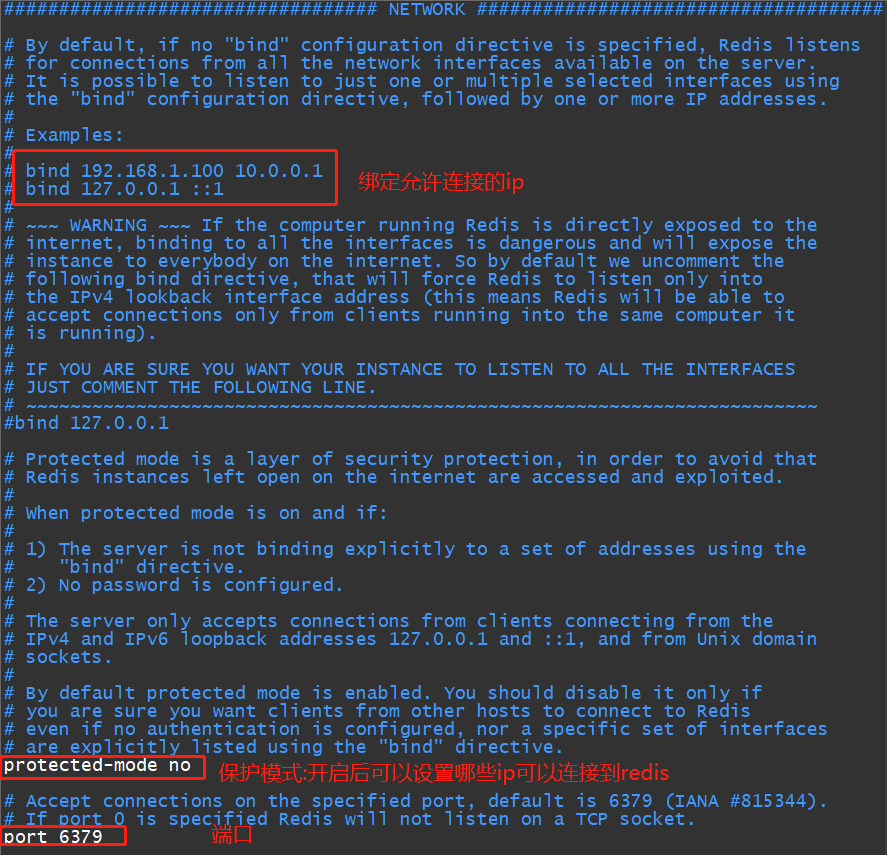 ################################## NETWORK #####################################
# By default, if no "bind" configuration directive is specified, Redis listens
# for connections from all the network interfaces available on the server.
# It is possible to listen to just one or multiple selected interfaces using
# the "bind" configuration directive, followed by one or more IP addresses.
#
# Examples:
#
# bind 192.168.1.100 10.0.0.1
绑定允许连接的ip
# bind 127.0.0.1 ::1
#
# ~~~ WARNING ~~~ If the computer running Redis is directly exposed to the
# internet, binding to all the interfaces is dangerous and will expose the
# instance to everybody on the internet. So by default we uncomment the
# following bind directive, that will force Redis to listen only into
# the IPv4 lookback interface address (this means Redis will be able to
# accept connections only from clients running into the same computer it
# is running).
#
# IF YOU ARE SURE YOU WANT YOUR INSTANCE TO LISTEN TO ALL THE INTERFACES
# JUST COMMENT THE FOLLOWING LINE.
# ~~~~~~~~~~~~~~~~~~~~~~~~~~~~~~~~~~~~~~~~~~~~~~~~~~~~~~~~~~~~~~~~~~~~~~~~
#bind 127.0.0.1
# Protected mode is a layer of security protection, in order to avoid that
# Redis instances left open on the internet are accessed and exploited.
#
# When protected mode is on and if:
#
# 1) The server is not binding explicitly to a set of addresses using the
#    "bind" directive.
# 2) No password is configured.
#
# The server only accepts connections from clients connecting from the
# IPv4 and IPv6 loopback addresses 127.0.0.1 and ::1, and from Unix domain
# sockets.
#
# By default protected mode is enabled. You should disable it only if
# you are sure you want clients from other hosts to connect to Redis
# even if no authentication is configured, nor a specific set of interfaces
# are explicitly listed using the "bind" directive.
protected-mode no
保护模式:开启后可以设置哪些ip可以连接到redis
# Accept connections on the specified port, default is 6379 (IANA #815344).
# If port 0 is specified Redis will not listen on a TCP socket.
port 6379
端口